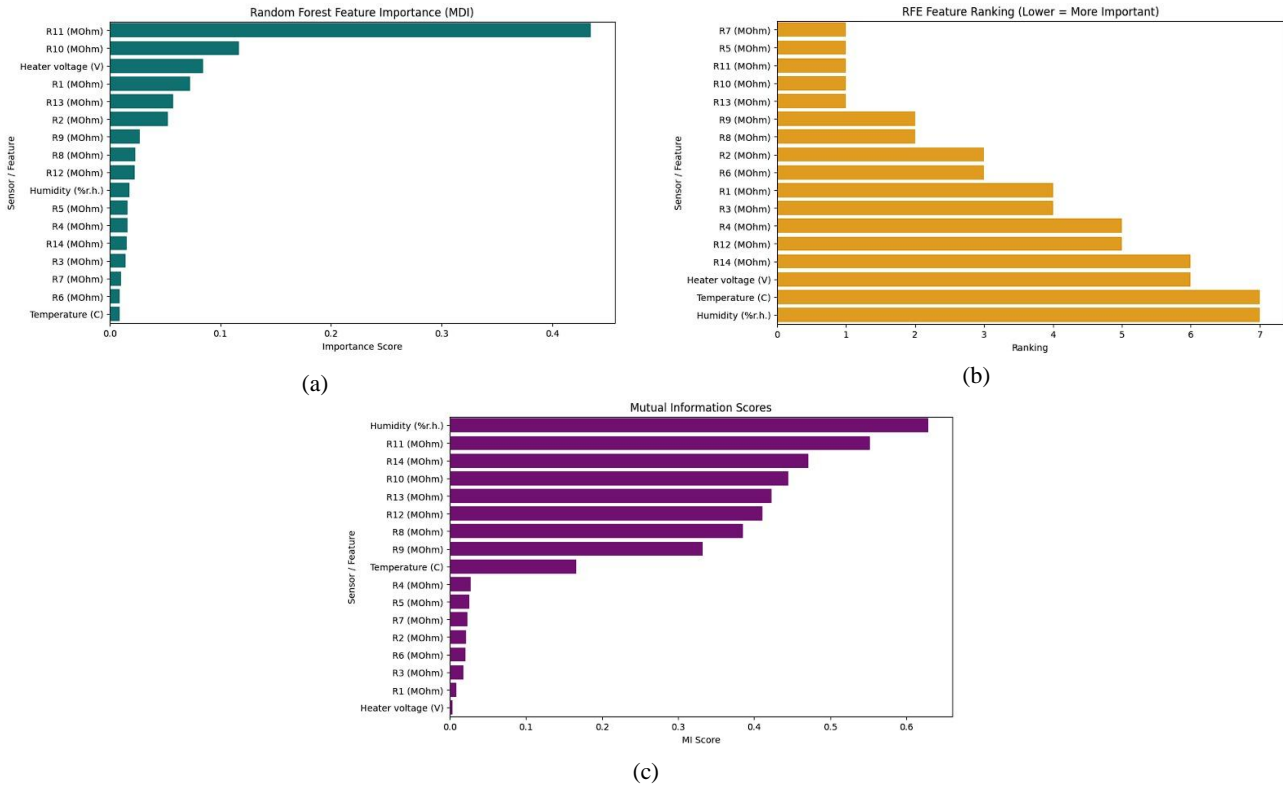 Random Forest Feature Importance (MDI)
Sensor / Feature
R11 (MOhm)
R10 (MOhm)
Heater voltage (V)
R1 (MOhm)
R13 (MOhm)
R2 (MOhm)
R9 (MOhm)
R8 (MOhm)
R12 (MOhm)
Humidity (%r.h.)
R5 (MOhm)
R4 (MOhm)
R14 (MOhm)
R3 (MOhm)
R7 (MOhm)
R6 (MOhm)
Temperature (C)
0.0 0.1 0.2 0.3 0.4
Importance Score
(a)
RFE Feature Ranking (Lower = More Important)
Sensor / Feature
R7 (MOhm)
R5 (MOhm)
R11 (MOhm)
R10 (MOhm)
R13 (MOhm)
R9 (MOhm)
R8 (MOhm)
R2 (MOhm)
R6 (MOhm)
R1 (MOhm)
R3 (MOhm)
R4 (MOhm)
R12 (MOhm)
R14 (MOhm)
Heater voltage (V)
Temperature (C)
Humidity (%r.h.)
0 1 2 3 4 5 6 7
Ranking
(b)
Mutual Information Scores
Sensor / Feature
Humidity (%r.h.)
R11 (MOhm)
R14 (MOhm)
R10 (MOhm)
R13 (MOhm)
R12 (MOhm)
R8 (MOhm)
R9 (MOhm)
Temperature (C)
R4 (MOhm)
R5 (MOhm)
R7 (MOhm)
R2 (MOhm)
R6 (MOhm)
R3 (MOhm)
R1 (MOhm)
Heater voltage (V)
0.0 0.1 0.2 0.3 0.4 0.5 0.6
MI Score
(c)